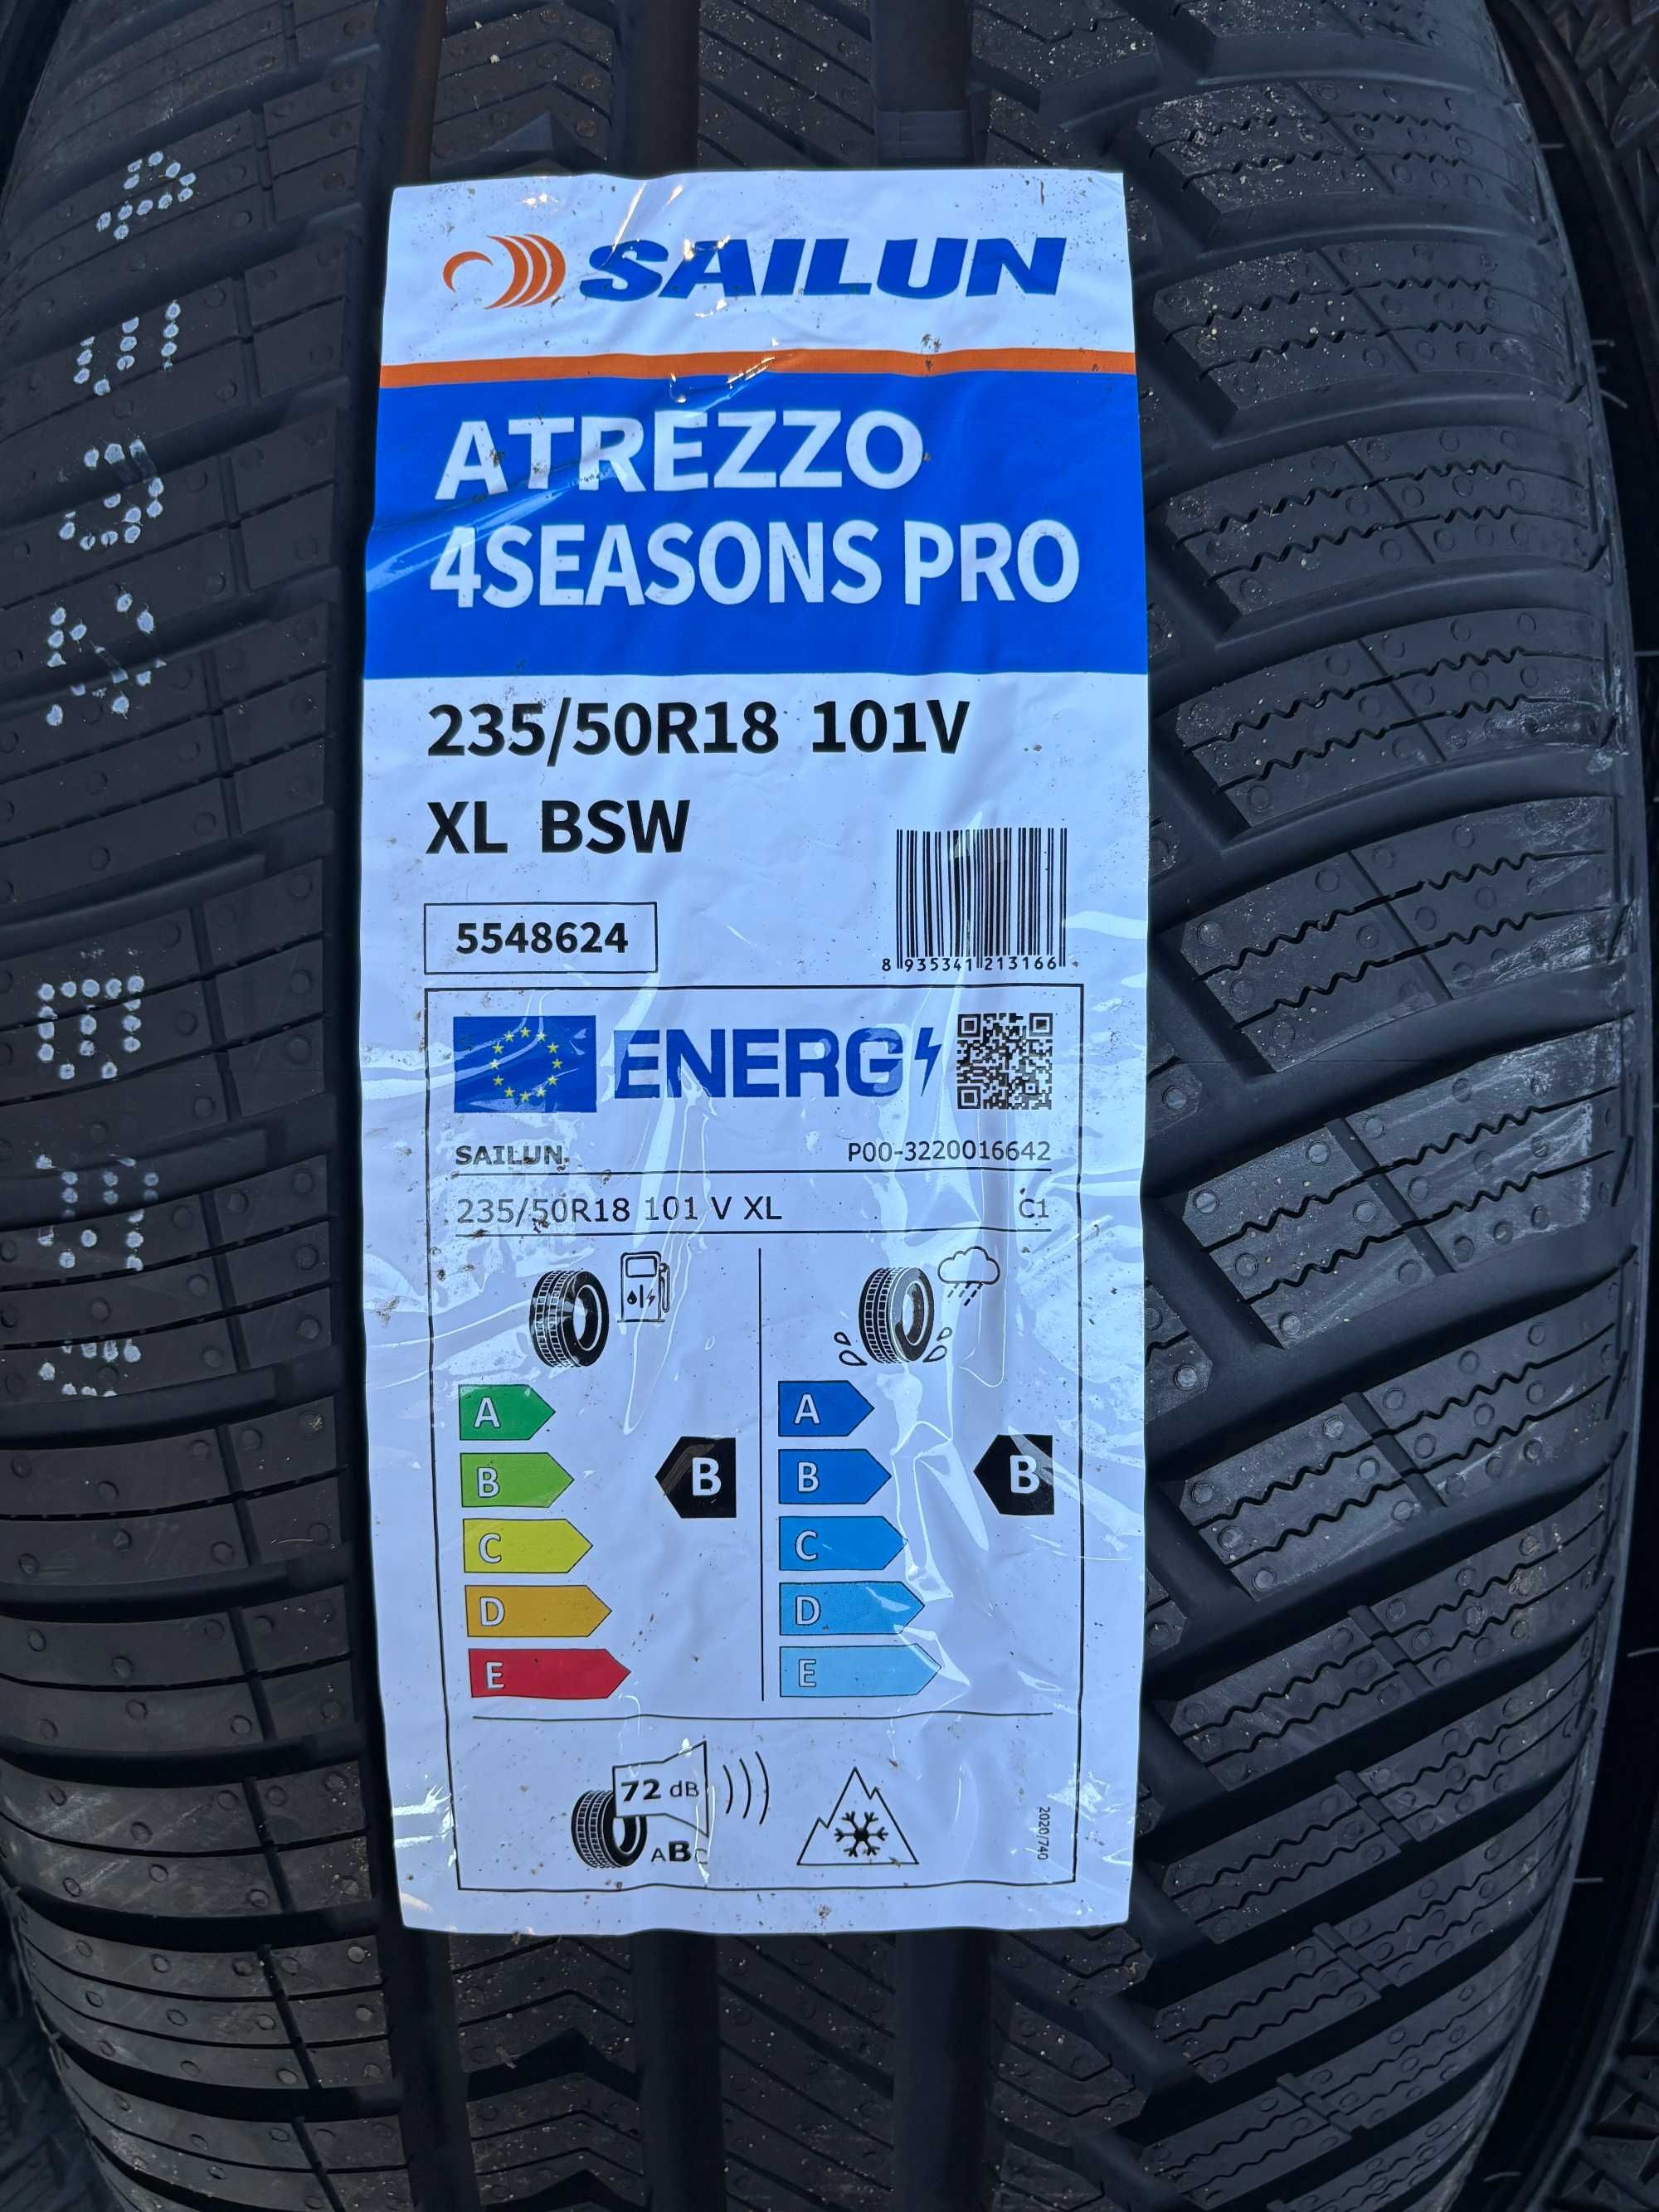 SAILUN
ATREZZO
4SEASONS PRO
235/50R18 101V
XL BSW
5548624
8 935341 213166
ENERG
SAILUN
P00-3220016642
235/50R18 101 V XL
C1
A
B
C
D
E
B
A
B
C
D
E
B
72 dB
ABC
2020/740